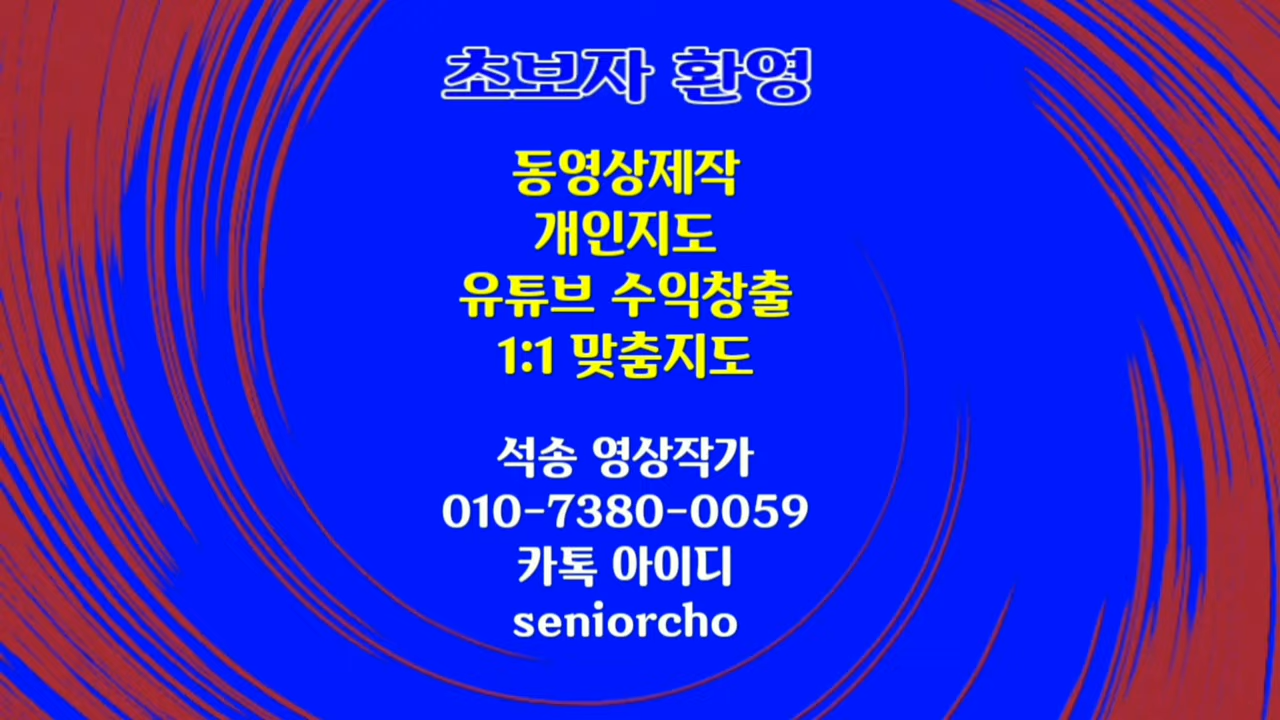 초보자 환영
동영상제작
개인지도
유튜브 수익창출
1:1 맞춤지도
석송 영상작가
010-7380-0059
카톡 아이디
seniorcho